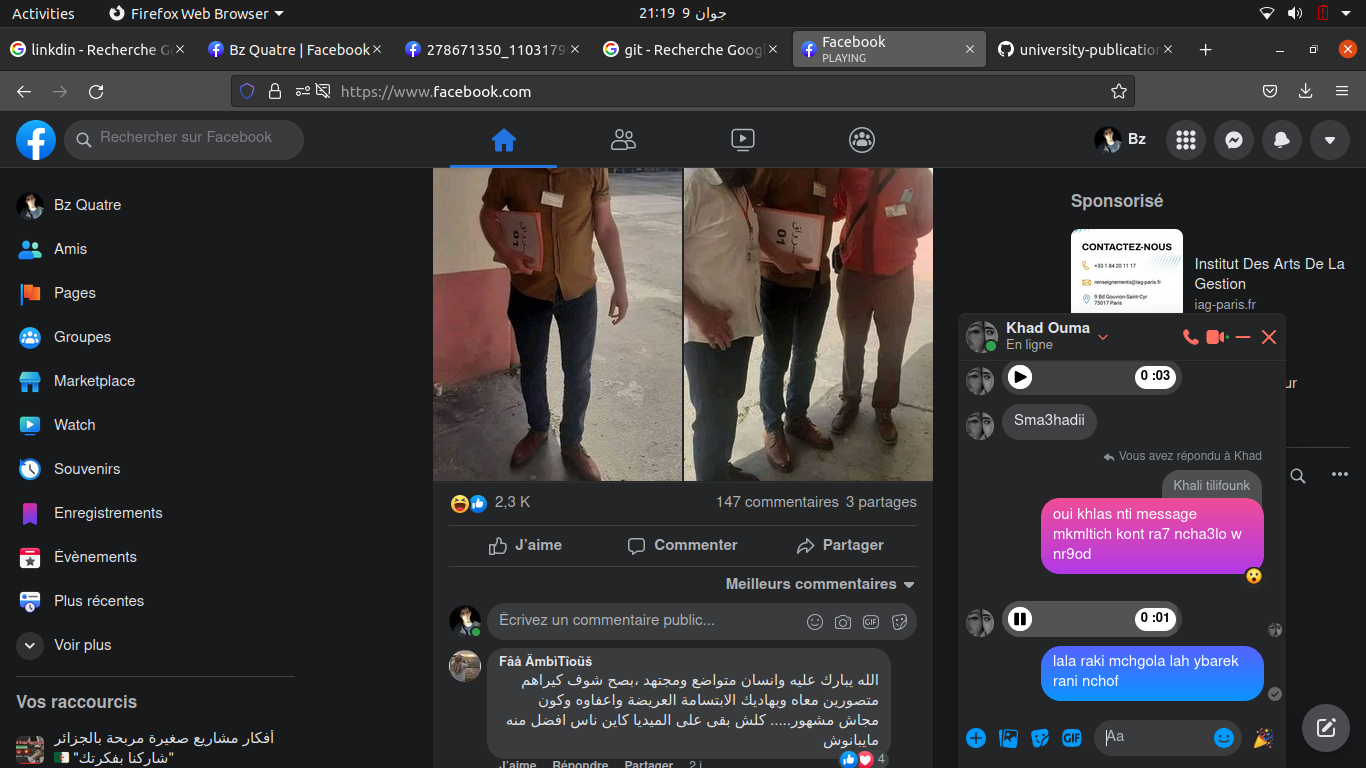 Activities
Firefox Web Browser
21:19 9 جوان
linkdin - Recherche G
Bz Quatre | Facebook
278671350_1103179
git - Recherche Goog
Facebook
PLAYING
university-publication
https://www.facebook.com
Rechercher sur Facebook
Bz
Bz Quatre
Amis
Pages
Groupes
Marketplace
Watch
Souvenirs
Enregistrements
Évènements
Plus récentes
Voir plus
Vos raccourcis
أفكار مشاريع صغيرة مربحة بالجزائر
🇩🇿 "شاركنا بفكرتك"
01
01
2,3 K
147 commentaires 3 partages
J'aime
Commenter
Partager
Meilleurs commentaires
Écrivez un commentaire public...
GIF
Fâå ÃmbiTîoũš
الله يبارك عليه وانسان متواضع ومجتهد ،بصح شوف كيراهم
متصورين معاه وبهاديك الابتسامة العريضة واعفاوه وكون
مجاش مشهور..... كلش بقى على الميديا كاين ناس افضل منه
مايبانوش
J'aime Répondre Partager 2 j
4
Sponsorisé
CONTACTEZ-NOUS
+33 1 84 20 11 17
renseignements@iag-paris.fr
9 Bd Gouvion-Saint-Cyr
75017 Paris
Institut Des Arts De La
Gestion
iag-paris.fr
ur
Khad Ouma
En ligne
0 :03
Sma3hadii
Vous avez répondu à Khad
Khali tilifounk
oui khlas nti message
mkmltich kont ra7 ncha3lo w
nr9od
0 :01
lala raki mchgola lah ybarek
rani nchof
GIF
Aa